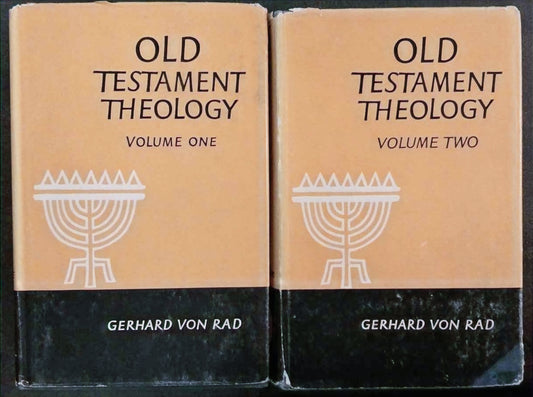 OLD
TESTAMENT
THEOLOGY
VOLUME ONE
GERHARD VON RAD
OLD
TESTAMENT
THEOLOGY
VOLUME TWO
GERHARD VON RAD